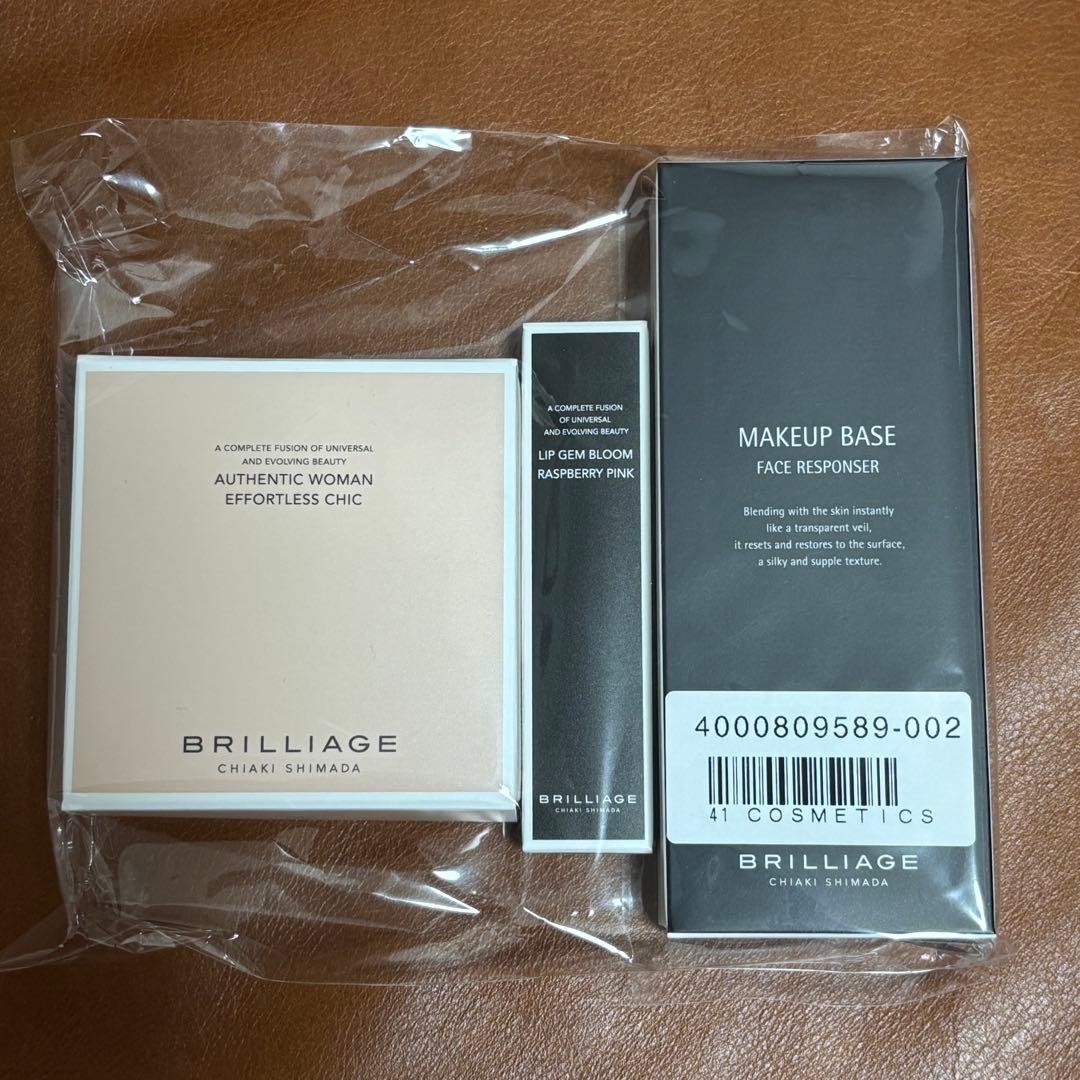 A COMPLETE FUSION OF UNIVERSAL
AND EVOLVING BEAUTY
AUTHENTIC WOMAN
EFFORTLESS CHIC
BRILLIAGE
CHIAKI SHIMADA
A COMPLETE FUSION
OF UNIVERSAL
AND EVOLVING BEAUTY
LIP GEM BLOOM
RASPBERRY PINK
BRILLIAGE
CHIAKI SHIMADA
MAKEUP BASE
FACE RESPONSER
Blending with the skin instantly
like a transparent veil,
it resets and restores to the surface,
a silky and supple texture.
4000809589-002
41 COSMETICS
BRILLIAGE
CHIAKI SHIMADA